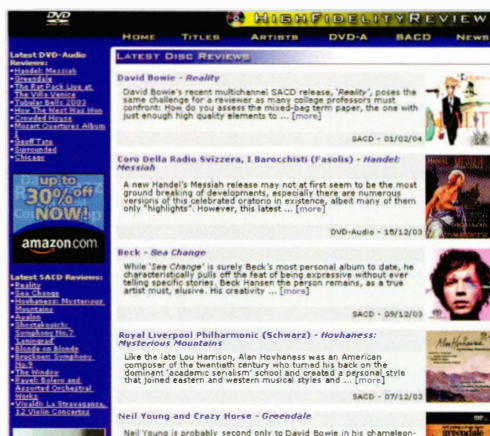 DVD
HIGHFIDELITYREVIEW
HOME TITLES ARTISTS DVD-A SACD NEWS
Latest DVD-Audio
Reviews:
Handel: Messiah
Greendale
The Rat Pack Live at
The Villa Venice
Tubular Bells 2003
How The West Was Won
Crowded House
Mozart Overtures Album
1
Geoff Tate
Surrounded
Chicago
up to
30% off
NOW!
amazon.com
Latest SACD Reviews:
Reality
Sea Change
Hovhaness: Mysterious
Mountains
Avalon
Shostakovich:
Symphony No.7
'Leningrad'
Blonde on Blonde
Bruckner: Symphony
No.9
The Window
Ravel: Bolero and
Assorted Orchestral
Works
Vivaldi: La Stravaganza,
12 Violin Concertos
LATEST DISC REVIEWS
David Bowie - Reality
David Bowie's recent multichannel SACD release, 'Reality', poses the
same challenge for a reviewer as many college professors must
confront: How do you assess the mixed-bag term paper, the one with
just enough high quality elements to ... [more]
SACD - 01/02/04
Coro Della Radio Svizzera, I Barocchisti (Fasolis) - Handel:
Messiah
A new Handel's Messiah release may not at first seem to be the most
ground breaking of developments, especially there are numerous
versions of this celebrated oratorio in existence, albeit many of them
only "highlights". However, this latest ... [more]
DVD-Audio - 15/12/03
Beck - Sea Change
While 'Sea Change' is surely Beck's most personal album to date, he
characteristically pulls off the feat of being expressive without ever
telling specific stories. Beck Hansen the person remains, as a true
artist must, elusive. His creativity ... [more]
SACD - 09/12/03
Royal Liverpool Philharmonic (Schwarz) - Hovhaness:
Mysterious Mountains
Like the late Lou Harrison, Alan Hovhaness was an American
composer of the twentieth century who turned his back on the
dominant 'academic serialism' school and created a personal style
that joined eastern and western musical styles and ... [more]
SACD - 07/12/03
Neil Young and Crazy Horse - Greendale
Neil Young is probably second only to David Bowie in his chameleon-
greendale